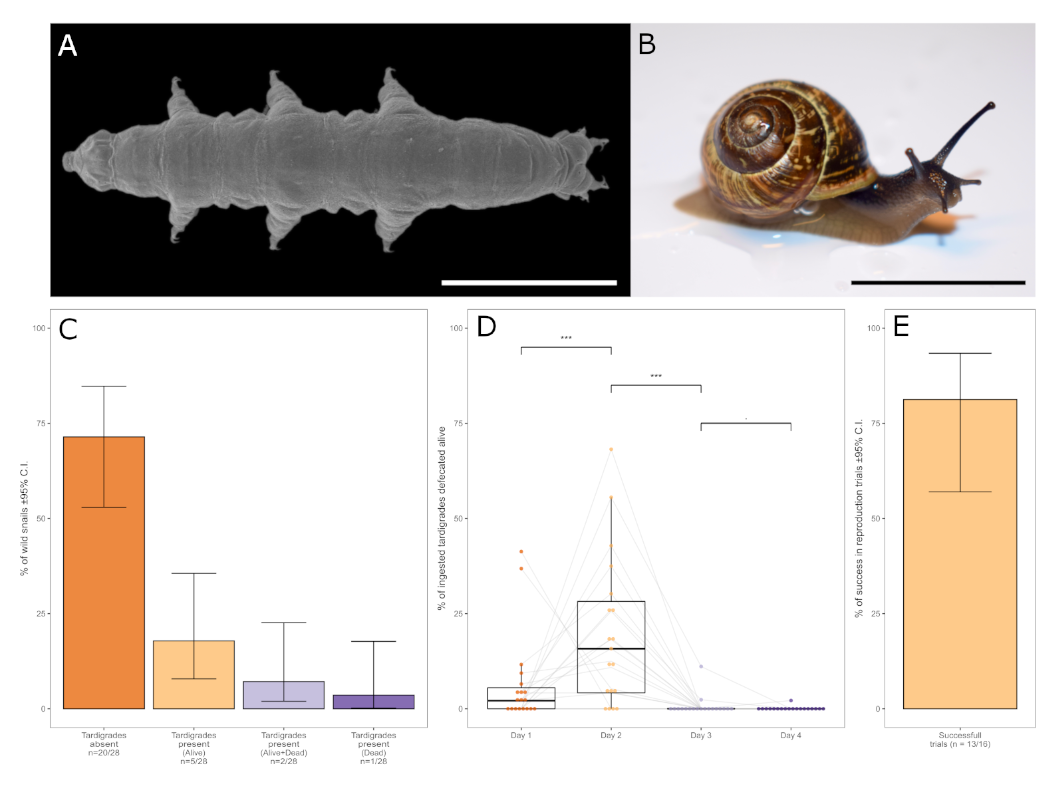 A
B
C
% of wild snails ±95% C.I.
100
75
50
25
0
Tardigrades
absent
n=20/28
Tardigrades
present
(Alive)
n=5/28
Tardigrades
present
(Alive+Dead)
n=2/28
Tardigrades
present
(Dead)
n=1/28
D
% of ingested tardigrades defecated alive
100
75
50
25
0
***
***
.
Day 1
Day 2
Day 3
Day 4
E
% of success in reproduction trials ±95% C.I.
100
75
50
25
0
Successfull
trials (n = 13/16)